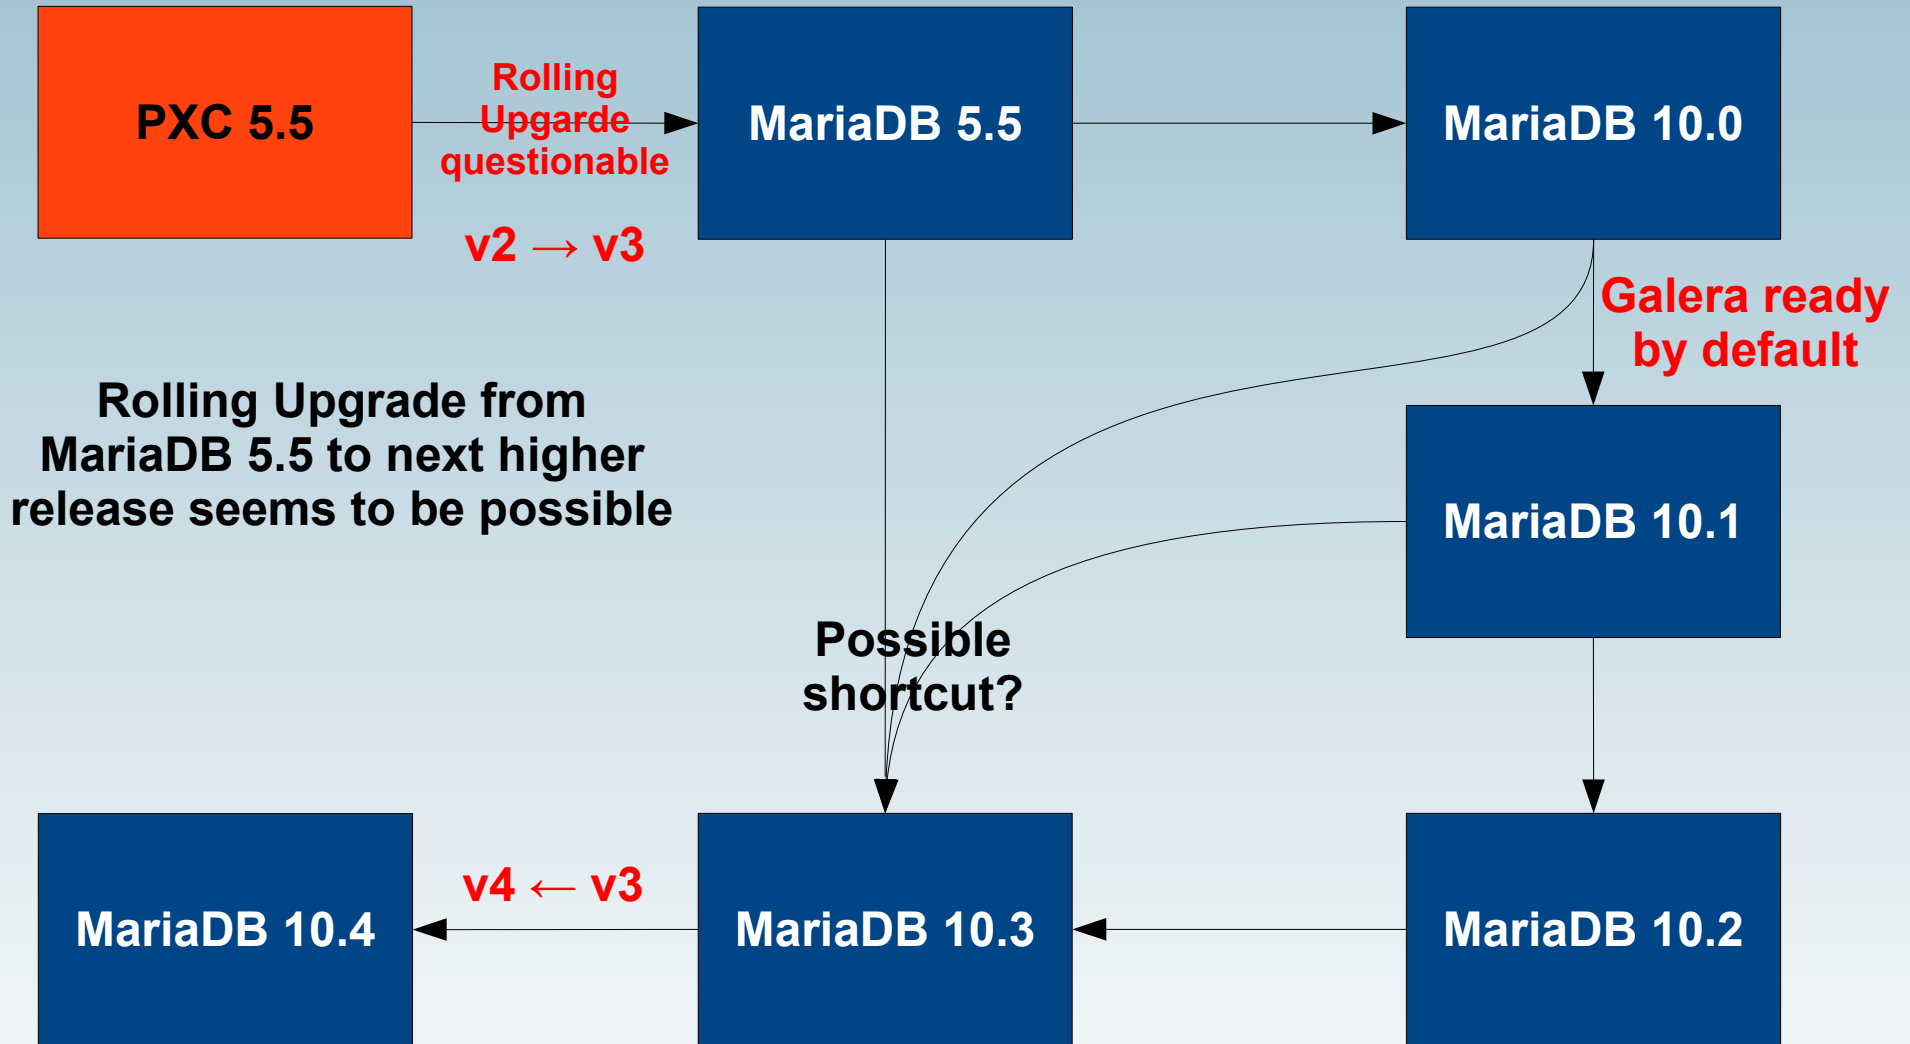 PXC 5.5
Rolling
Upgarde
questionable
v2 → v3
MariaDB 5.5
MariaDB 10.0
Galera ready
by default
Rolling Upgrade from
MariaDB 5.5 to next higher
release seems to be possible
MariaDB 10.1
Possible
shortcut?
MariaDB 10.4
v4 ← v3
MariaDB 10.3
MariaDB 10.2